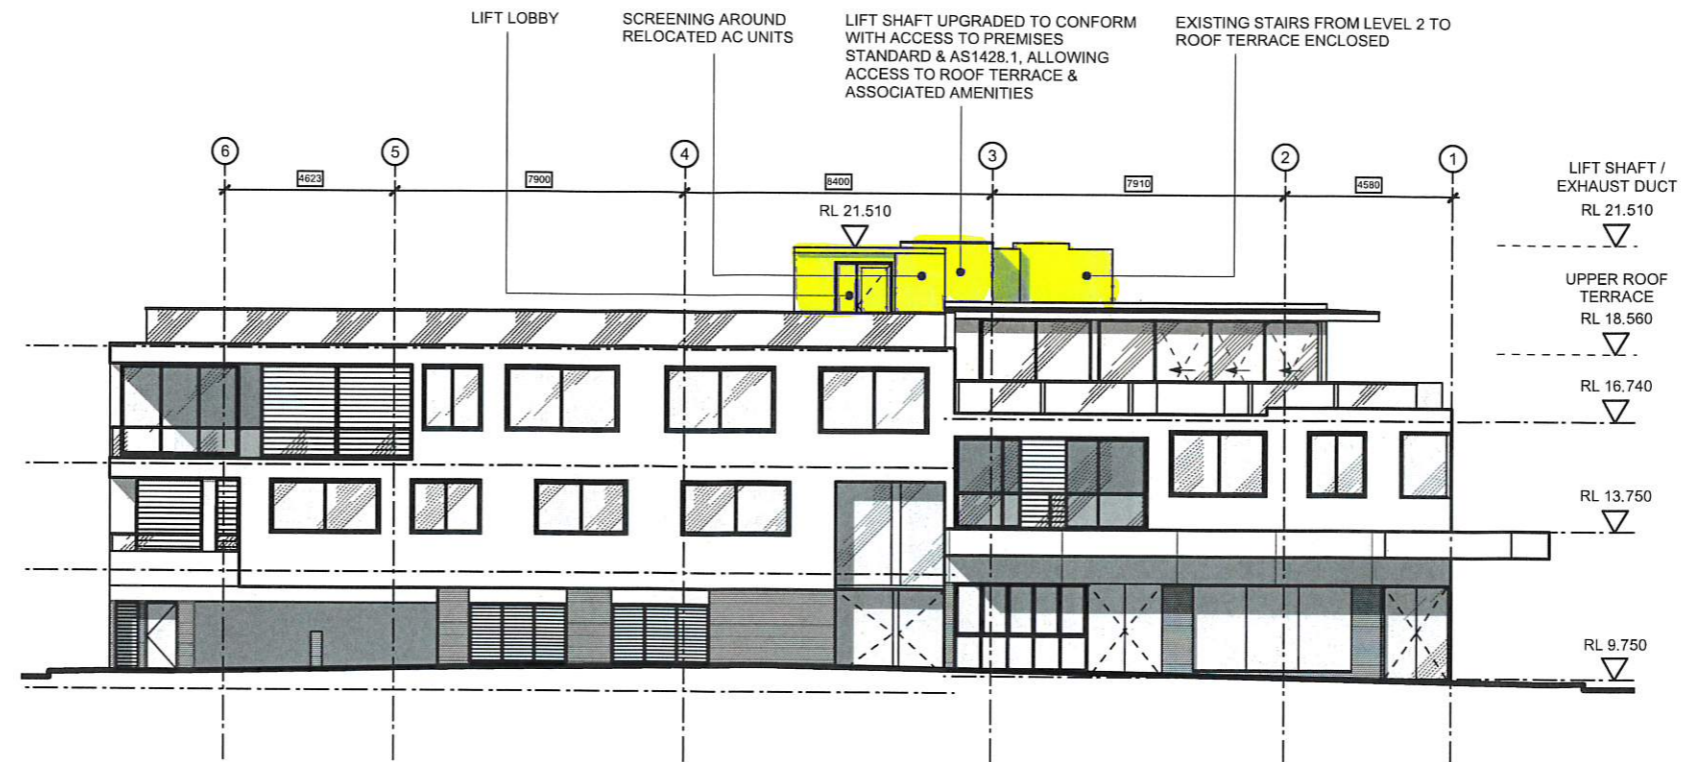 LIFT LOBBY
SCREENING AROUND
RELOCATED AC UNITS
LIFT SHAFT UPGRADED TO CONFORM
WITH ACCESS TO PREMISES
STANDARD & AS1428.1, ALLOWING
ACCESS TO ROOF TERRACE &
ASSOCIATED AMENITIES
EXISTING STAIRS FROM LEVEL 2 TO
ROOF TERRACE ENCLOSED
6
5
4
3
2
1
4623
7900
8400
7910
4580
RL 21.510
LIFT SHAFT /
EXHAUST DUCT
RL 21.510
UPPER ROOF
TERRACE
RL 18.560
RL 16.740
RL 13.750
RL 9.750